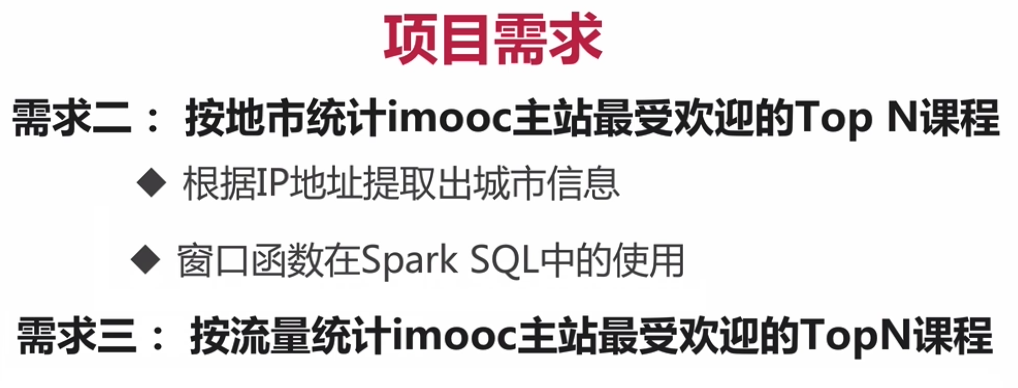 项目需求
需求二：按地市统计imooc主站最受欢迎的Top N课程
◆ 根据IP地址提取出城市信息
◆ 窗口函数在Spark SQL中的使用
需求三：按流量统计imooc主站最受欢迎的TopN课程